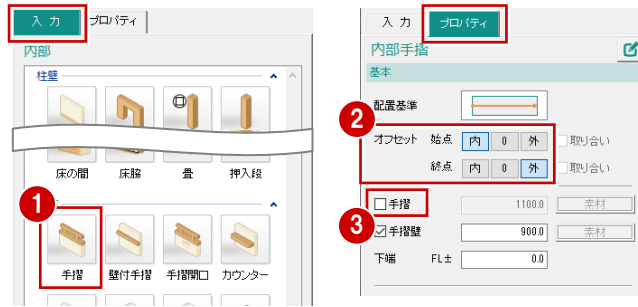 入力 プロパティ
内部
柱壁
床の間 床脇 畳 押入段
1
手摺 壁付手摺 手摺開口 カウンター
入力 プロパティ
内部手摺
基本
配置基準
2
オフセット 始点 内 0 外 取り合い
終点 内 0 外 取り合い
手摺 1100.0 素材
3
手摺壁 900.0 素材
下端 FL± 0.0